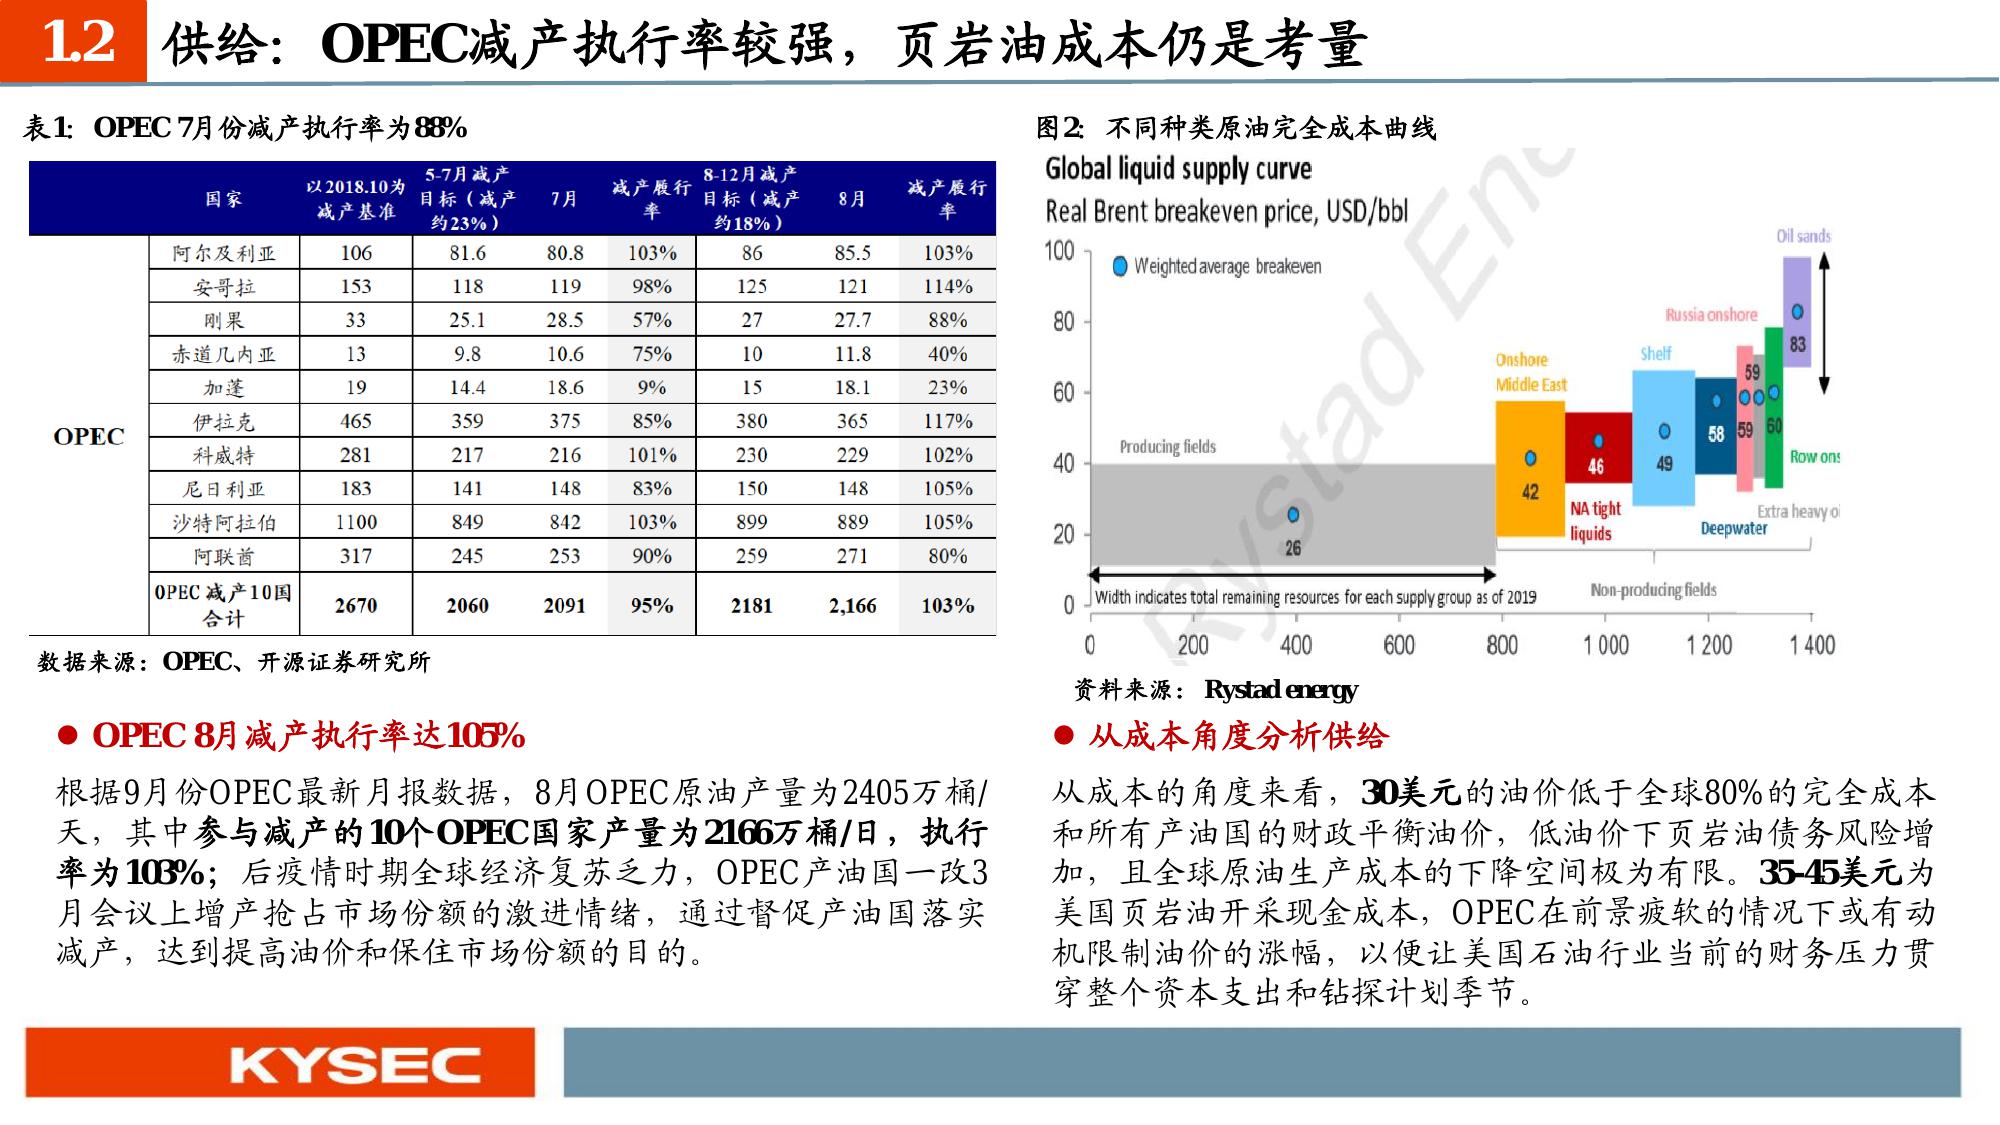 1.2 供给：OPEC减产执行率较强，页岩油成本仍是考量
表1: OPEC 7月份减产执行率为88%
国家 以2018.10为减产基准 5-7月减产目标（减产约23%） 7月 减产履行率 8-12月减产目标（减产约18%） 8月 减产履行率
OPEC
阿尔及利亚 106 81.6 80.8 103% 86 85.5 103%
安哥拉 153 118 119 98% 125 121 114%
刚果 33 25.1 28.5 57% 27 27.7 88%
赤道几内亚 13 9.8 10.6 75% 10 11.8 40%
加蓬 19 14.4 18.6 9% 15 18.1 23%
伊拉克 465 359 375 85% 380 365 117%
科威特 281 217 216 101% 230 229 102%
尼日利亚 183 141 148 83% 150 148 105%
沙特阿拉伯 1100 849 842 103% 899 889 105%
阿联酋 317 245 253 90% 259 271 80%
OPEC减产10国合计 2670 2060 2091 95% 2181 2,166 103%
数据来源：OPEC、开源证券研究所
● OPEC 8月减产执行率达105%
根据9月份OPEC最新月报数据，8月OPEC原油产量为2405万桶/
天，其中参与减产的10个OPEC国家产量为2166万桶/日，执行
率为103%；后疫情时期全球经济复苏乏力，OPEC产油国一改3
月会议上增产抢占市场份额的激进情绪，通过督促产油国落实
减产，达到提高油价和保住市场份额的目的。
图2: 不同种类原油完全成本曲线
Global liquid supply curve
Real Brent breakeven price, USD/bbl
100
80
60
40
20
0
Weighted average breakeven
Rystad Ene
Oil sands
83
Russia onshore
Shelf
Onshore
Middle East
59
59
60
58
49
46
42
26
Producing fields
Row ons
NA tight
liquids
Extra heavy oi
Deepwater
Non-producing fields
Width indicates total remaining resources for each supply group as of 2019
0 200 400 600 800 1 000 1 200 1 400
资料来源： Rystad energy
● 从成本角度分析供给
从成本的角度来看，30美元的油价低于全球80%的完全成本
和所有产油国的财政平衡油价，低油价下页岩油债务风险增
加，且全球原油生产成本的下降空间极为有限。35-45美元为
美国页岩油开采现金成本，OPEC在前景疲软的情况下或有动
机限制油价的涨幅，以便让美国石油行业当前的财务压力贯
穿整个资本支出和钻探计划季节。
KYSEC